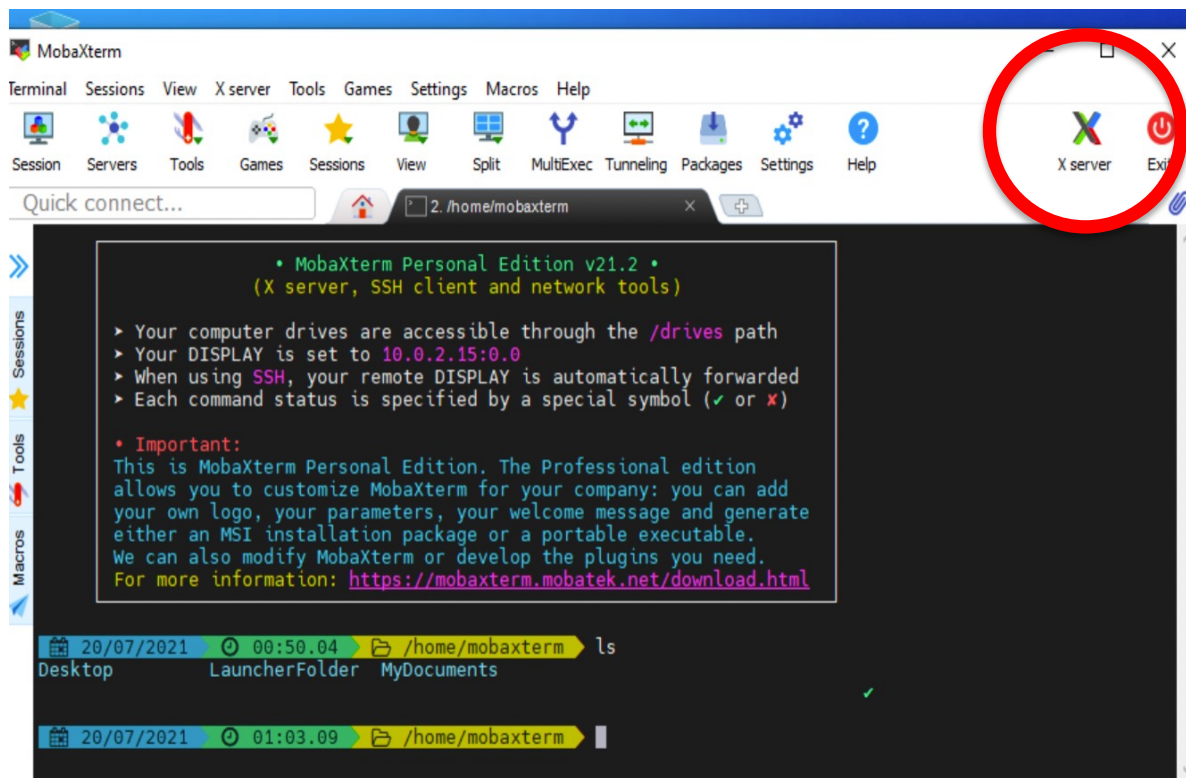 MobaXterm
Terminal Sessions View X server Tools Games Settings Macros Help
Session Servers Tools Games Sessions View Split MultiExec Tunneling Packages Settings Help X server Exit
Quick connect... 2. /home/mobaxterm
• MobaXterm Personal Edition v21.2 •
(X server, SSH client and network tools)
➤ Your computer drives are accessible through the /drives path
➤ Your DISPLAY is set to 10.0.2.15:0.0
➤ When using SSH, your remote DISPLAY is automatically forwarded
➤ Each command status is specified by a special symbol (✔ or ✘)
• Important:
This is MobaXterm Personal Edition. The Professional edition
allows you to customize MobaXterm for your company: you can add
your own logo, your parameters, your welcome message and generate
either an MSI installation package or a portable executable.
We can also modify MobaXterm or develop the plugins you need.
For more information: https://mobaxterm.mobatek.net/download.html
Sessions
Tools
Macros
20/07/2021 00:50.04 /home/mobaxterm ls
Desktop LauncherFolder MyDocuments
✔
20/07/2021 01:03.09 /home/mobaxterm